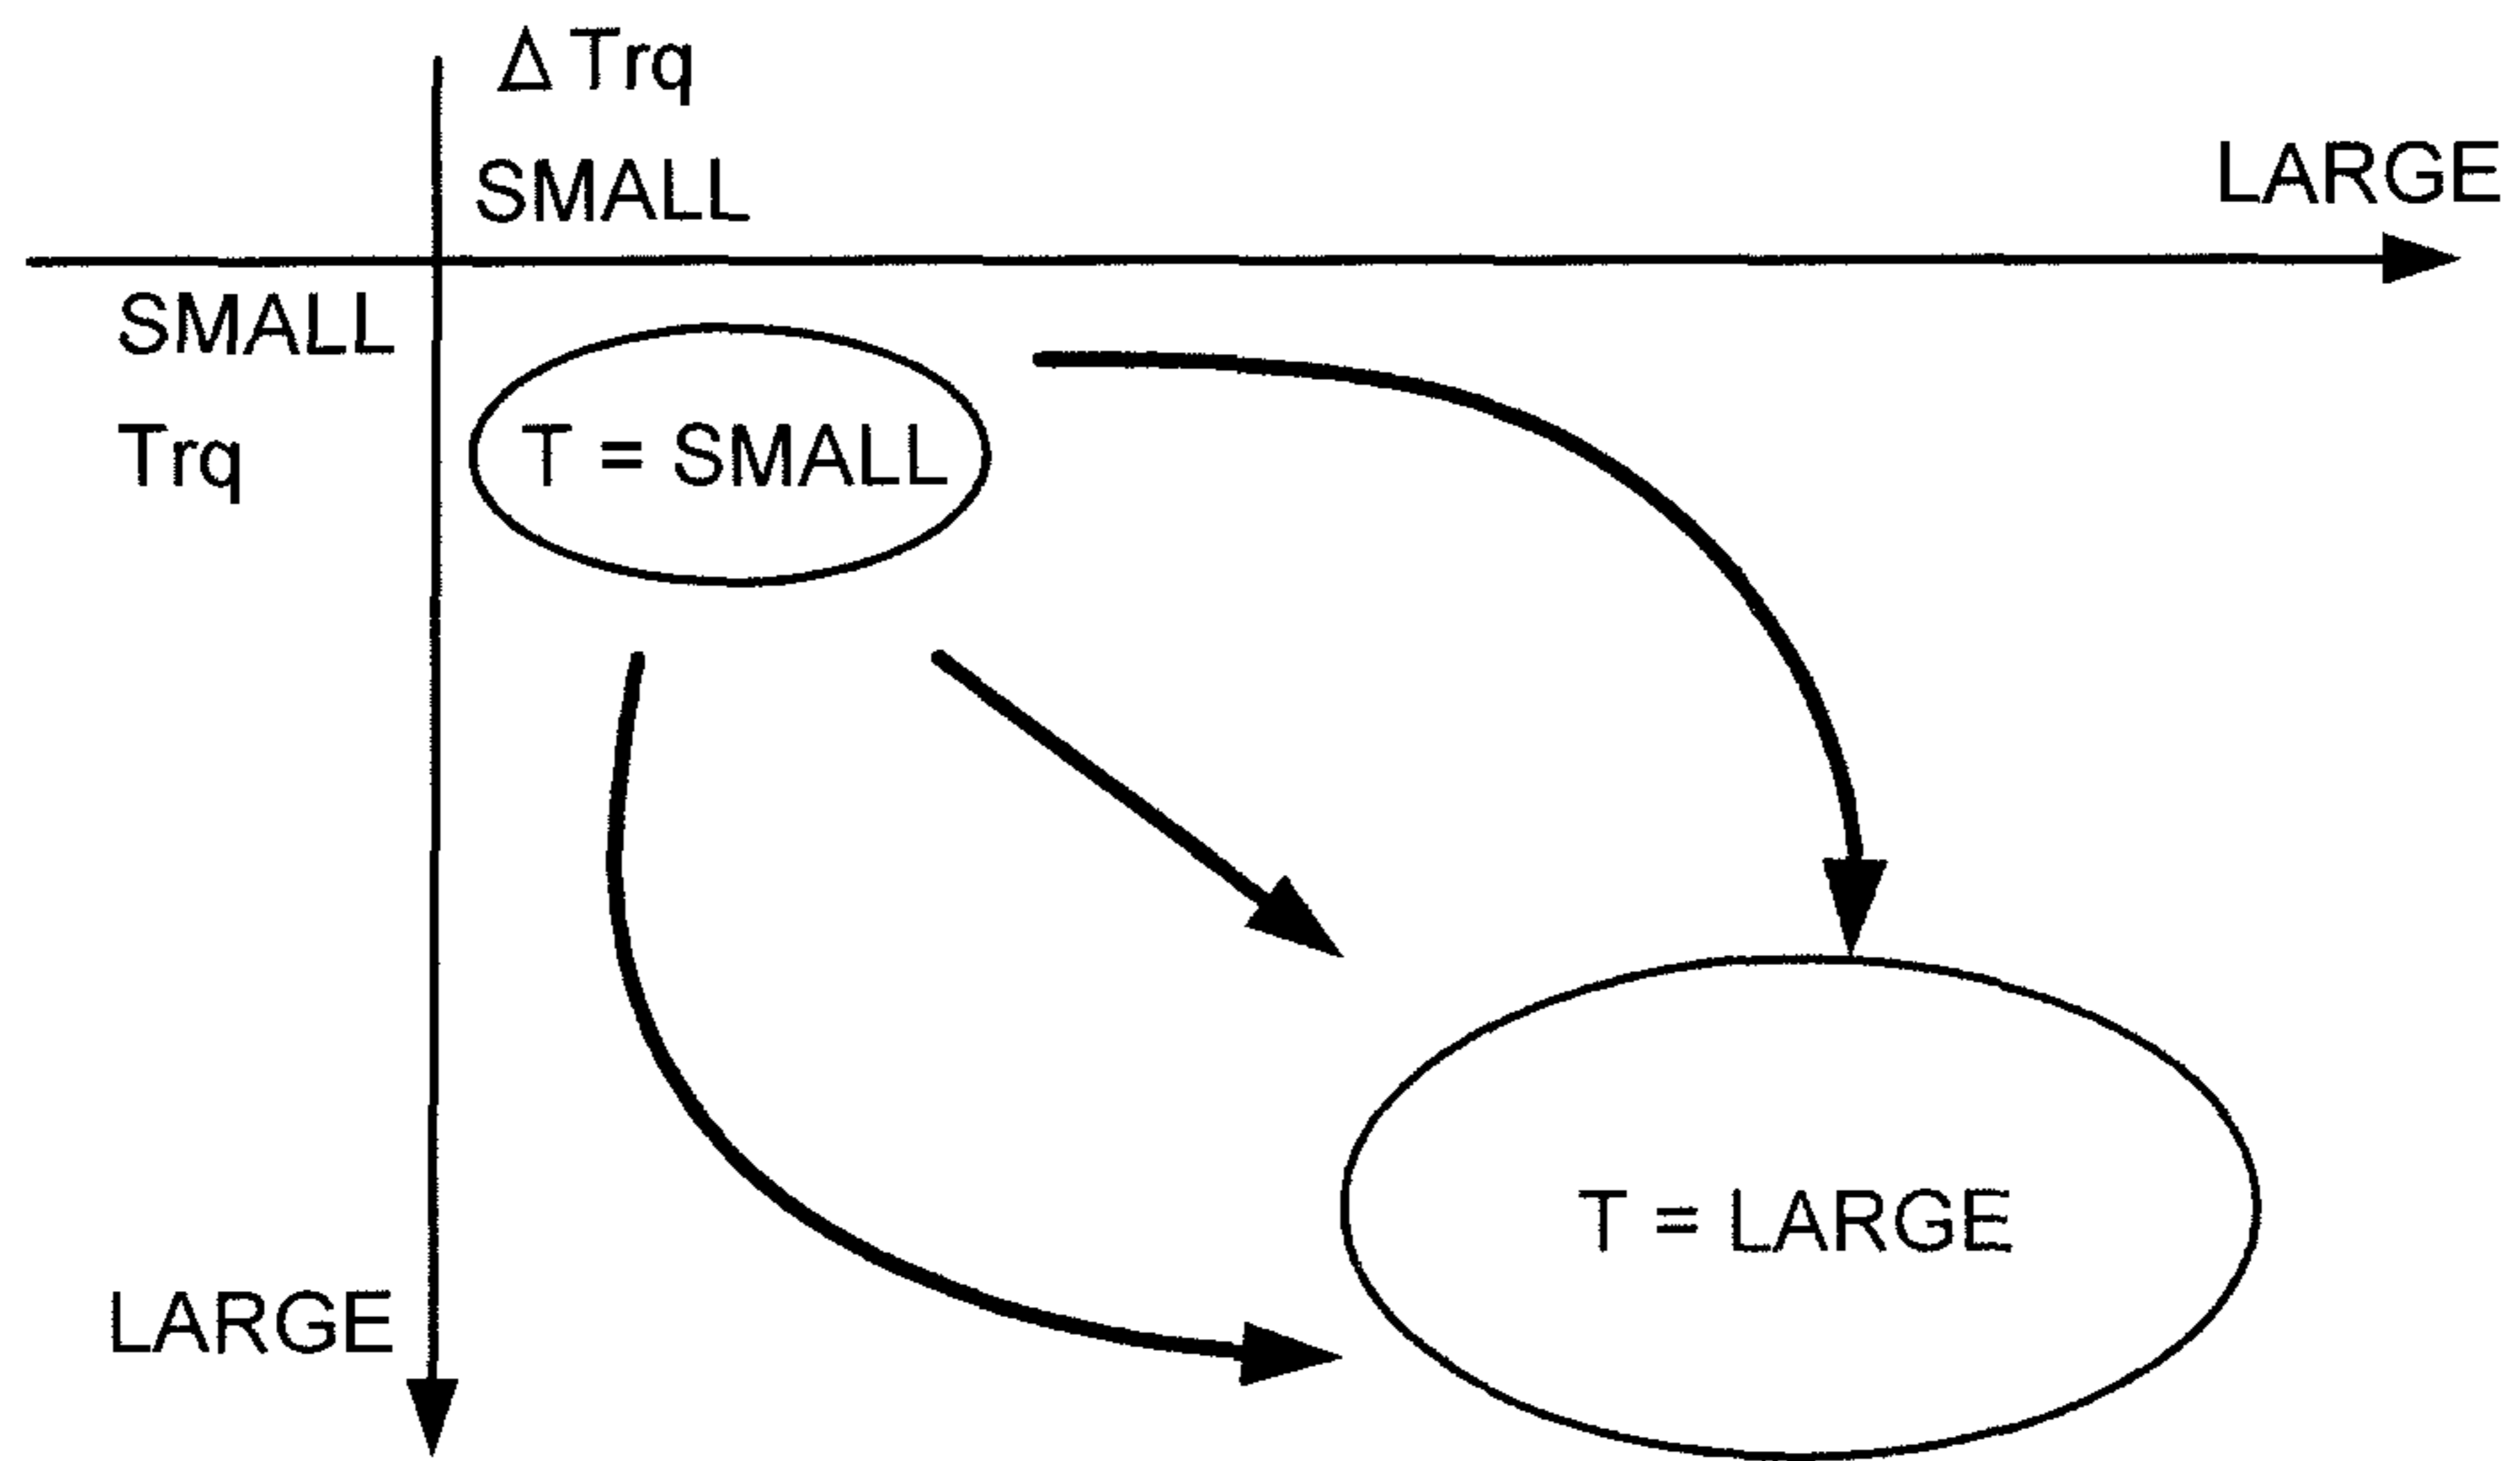 Δ Trq
SMALL
LARGE
SMALL
Trq
T = SMALL
T = LARGE
LARGE